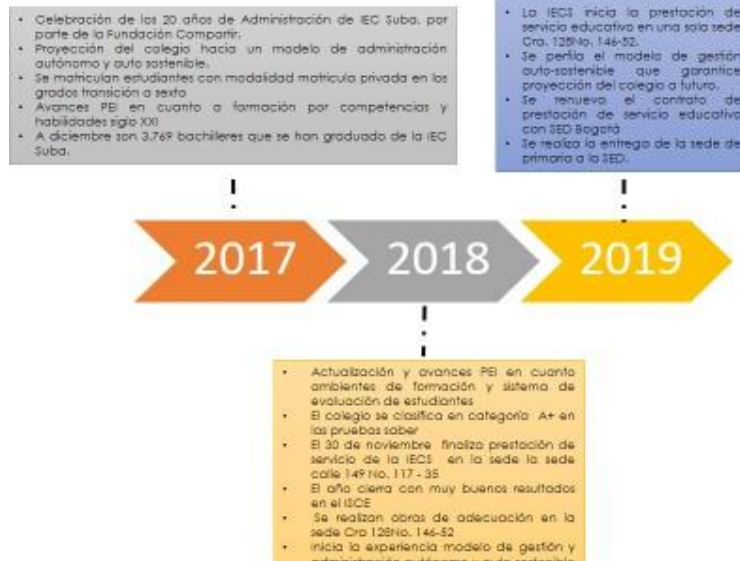 • Celebración de los 20 años de Administración de IEC Suba, por
parte de la Fundación Compartir.
• Proyección del colegio hacia un modelo de administración
autónomo y auto sostenible.
• Se matriculan estudiantes con modalidad matricula privada en los
grados transición a sexto
• Avances PEI en cuanto a formación por competencias y
habilidades siglo XXI
• A diciembre son 3.769 bachilleres que se han graduado de la IEC
Suba.
• La IECS inicia la prestación de
servicio educativo en una sola sede
Cra. 128No. 146-52.
• Se perfila el modelo de gestión
auto-sostenible que garantice
proyección del colegio a futuro.
• Se renueva el contrato de
prestación de servicio educativo
con SED Bogotá
• Se realiza la entrega de la sede de
primaria a la SED.
2017
2018
2019
• Actualización y avances PEI en cuanto
ambientes de formación y sistema de
evaluación de estudiantes
• El colegio se clasifica en categoría A+ en
las pruebas saber
• El 30 de noviembre finaliza prestación de
servicio de la IECS en la sede la sede
calle 149 No. 117 - 35
• El año cierra con muy buenos resultados
en el ISCE
• Se realizan obras de adecuación en la
sede Cra 128No. 146-52
• Inicia la experiencia modelo de gestión y
administración autónomo y auto sostenible